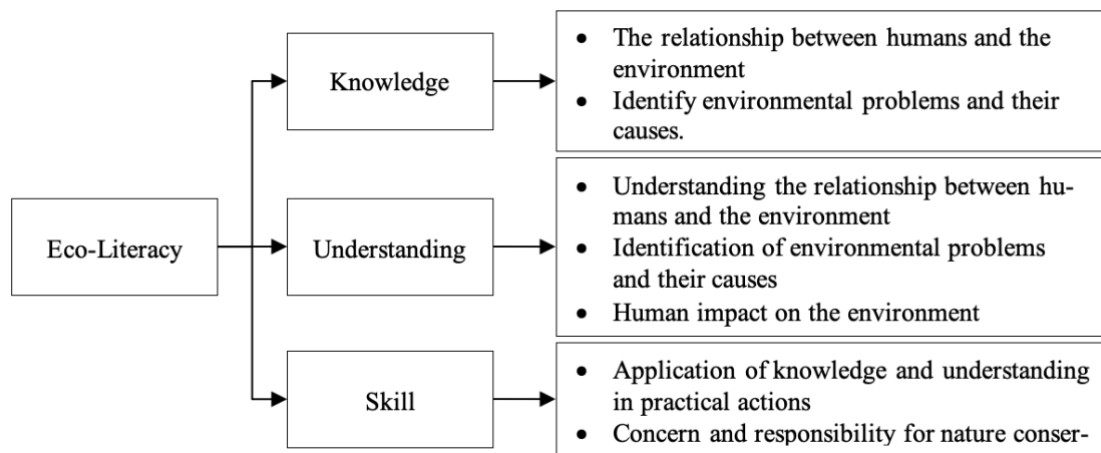 Eco-Literacy
Knowledge
• The relationship between humans and the
environment
• Identify environmental problems and their
causes.
Understanding
• Understanding the relationship between hu-
mans and the environment
• Identification of environmental problems
and their causes
• Human impact on the environment
Skill
• Application of knowledge and understanding
in practical actions
• Concern and responsibility for nature conser-